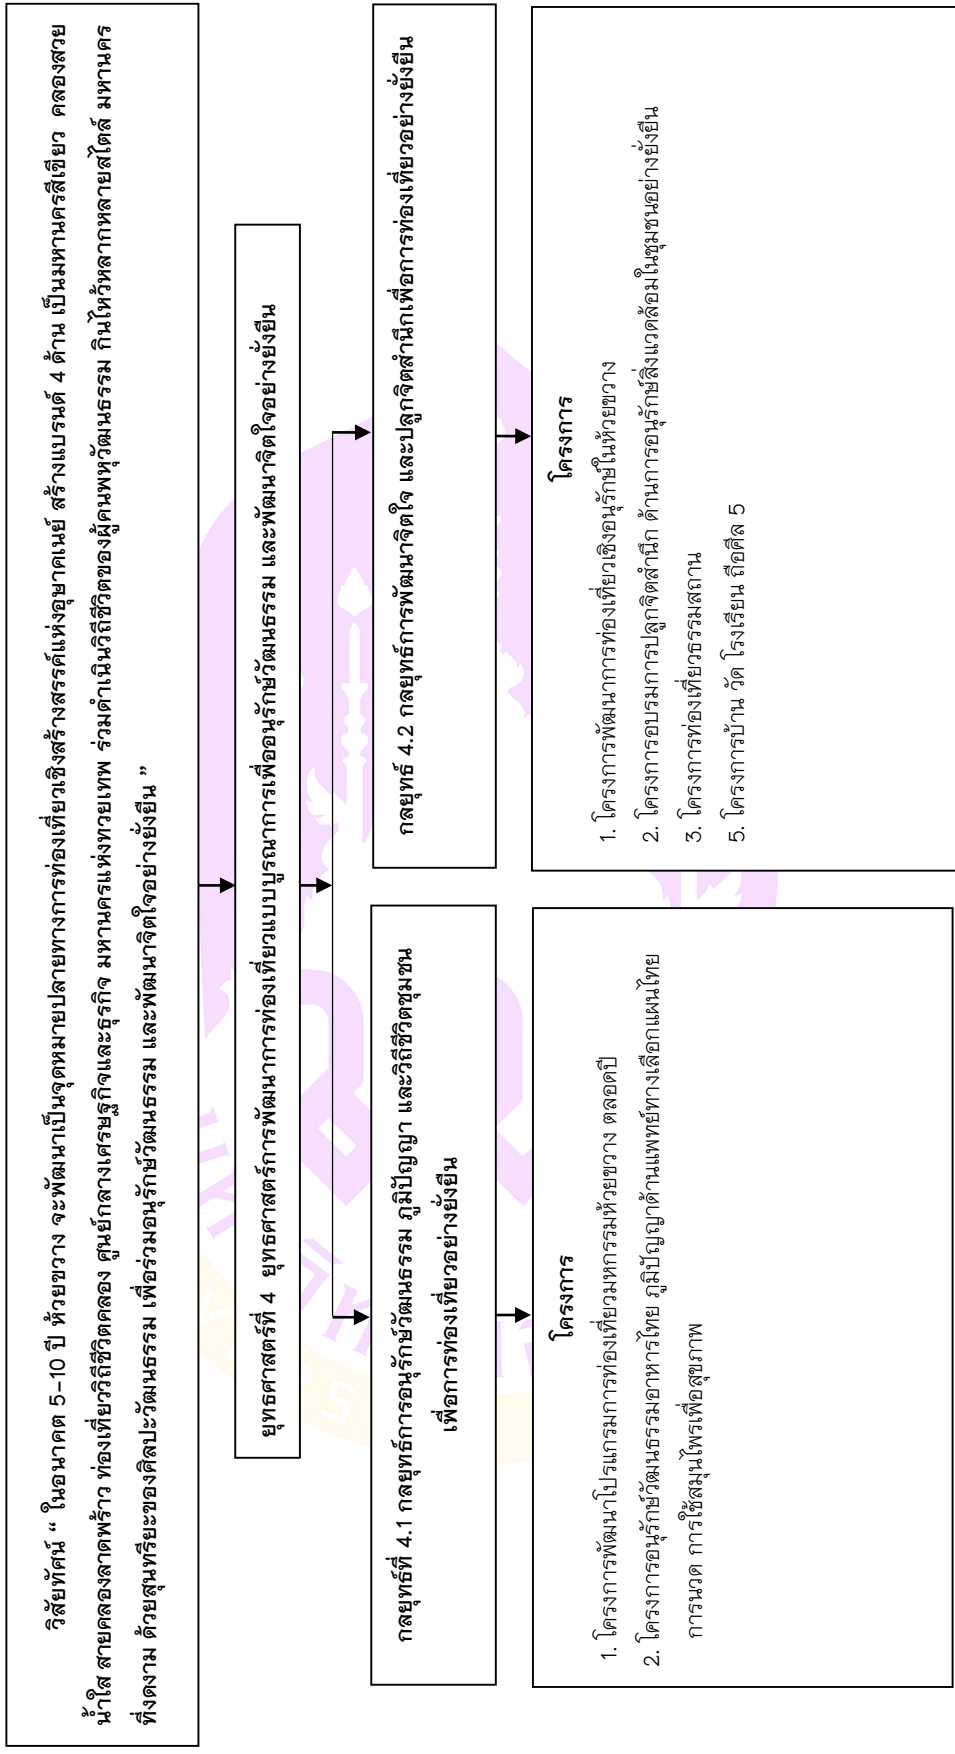 วิสัยทัศน์ “ ในอนาคต 5-10 ปี ห้วยขวาง จะพัฒนาเป็นจุดหมายปลายทางการท่องเที่ยวเชิงสร้างสรรค์แห่งอุษาคเนย์ สร้างแบรนด์ 4 ด้าน เป็นมหานครสีเขียว คลองสวย
น้ำใส สายคลองลาดพร้าว ท่องเที่ยววิถีชีวิตคลอง ศูนย์กลางเศรษฐกิจและธุรกิจ มหานครแห่งทวยเทพ ร่วมดำเนินวิถีชีวิตของผู้คนพหุวัฒนธรรม กินไหว้หลากหลายสไตล์ มหานคร
ที่งดงาม ด้วยสุนทรียะของศิลปะวัฒนธรรม เพื่อร่วมอนุรักษ์วัฒนธรรม และพัฒนาจิตใจอย่างยั่งยืน ”
ยุทธศาสตร์ที่ 4 ยุทธศาสตร์การพัฒนาการท่องเที่ยวแบบบูรณาการเพื่ออนุรักษ์วัฒนธรรม และพัฒนาจิตใจอย่างยั่งยืน
กลยุทธ์ที่ 4.1 กลยุทธ์การอนุรักษ์วัฒนธรรม ภูมิปัญญา และวิถีชีวิตชุมชน
เพื่อการท่องเที่ยวอย่างยั่งยืน
โครงการ
1. โครงการพัฒนาโปรแกรมการท่องเที่ยวมหกรรมห้วยขวาง ตลอดปี
2. โครงการอนุรักษ์วัฒนธรรมอาหารไทย ภูมิปัญญาด้านแพทย์ทางเลือกแผนไทย
การนวด การใช้สมุนไพรเพื่อสุขภาพ
กลยุทธ์ 4.2 กลยุทธ์การพัฒนาจิตใจ และปลูกจิตสำนึกเพื่อการท่องเที่ยวอย่างยั่งยืน
โครงการ
1. โครงการพัฒนาการท่องเที่ยวเชิงอนุรักษ์ในห้วยขวาง
2. โครงการอบรมการปลูกจิตสำนึก ด้านการอนุรักษ์สิ่งแวดล้อมในชุมชนอย่างยั่งยืน
3. โครงการท่องเที่ยวธรรมสถาน
5. โครงการบ้าน วัด โรงเรียน ถือศีล 5